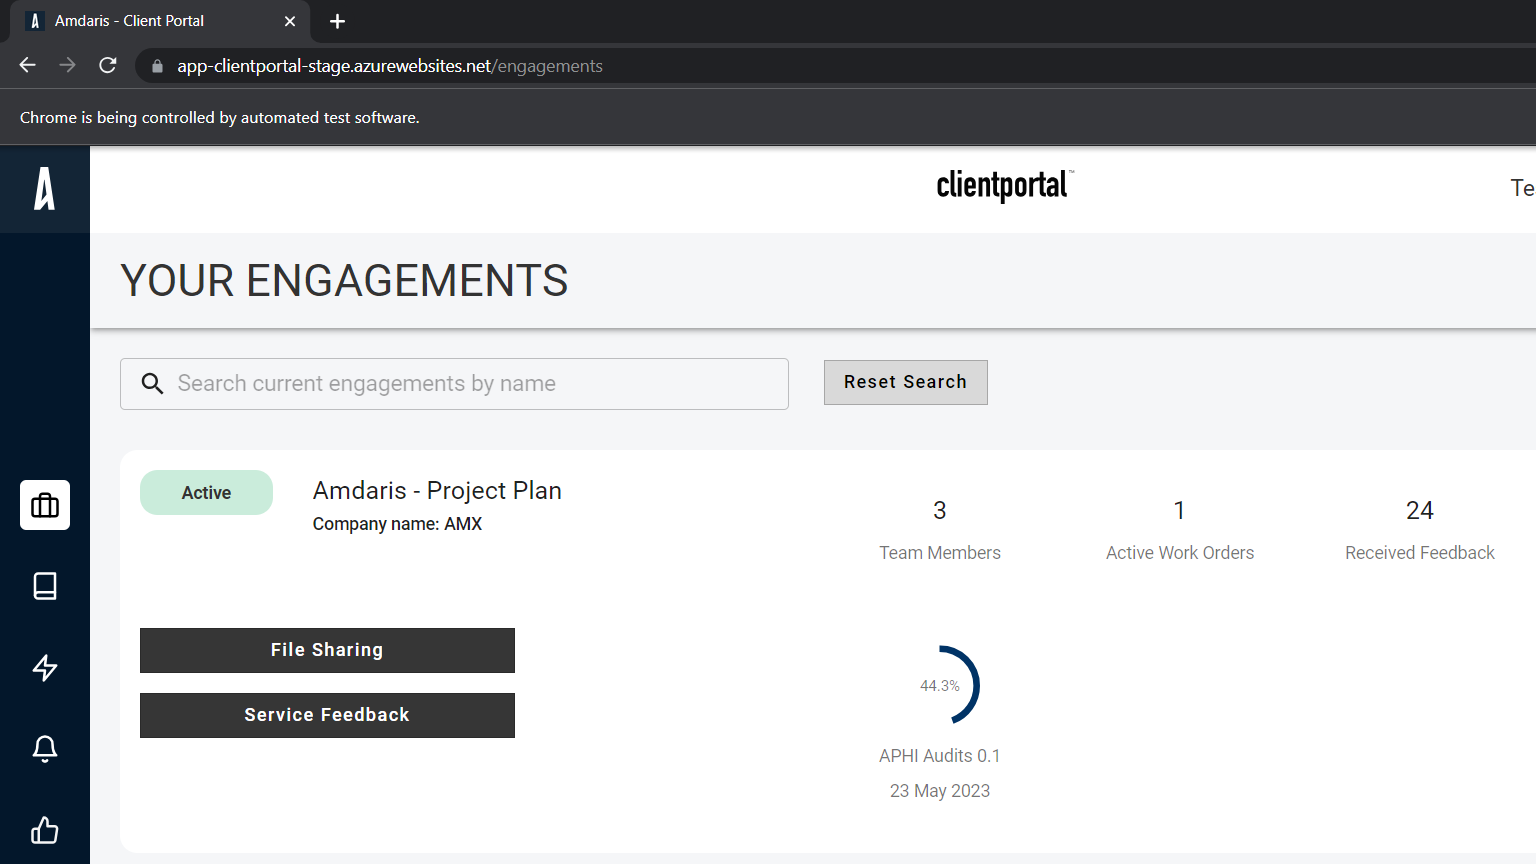 Amdaris - Client Portal
app-clientportal-stage.azurewebsites.net/engagements
Chrome is being controlled by automated test software.
clientportal™
Te
YOUR ENGAGEMENTS
Search current engagements by name
Reset Search
Active
Amdaris - Project Plan
Company name: AMX
3
Team Members
1
Active Work Orders
24
Received Feedback
File Sharing
Service Feedback
44.3%
APHI Audits 0.1
23 May 2023